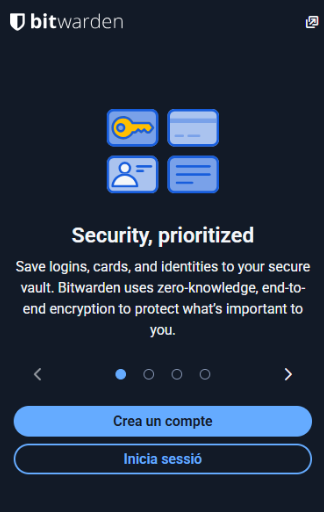 bitwarden
Security, prioritized
Save logins, cards, and identities to your secure
vault. Bitwarden uses zero-knowledge, end-to-
end encryption to protect what's important to
you.
Crea un compte
Inicia sessió